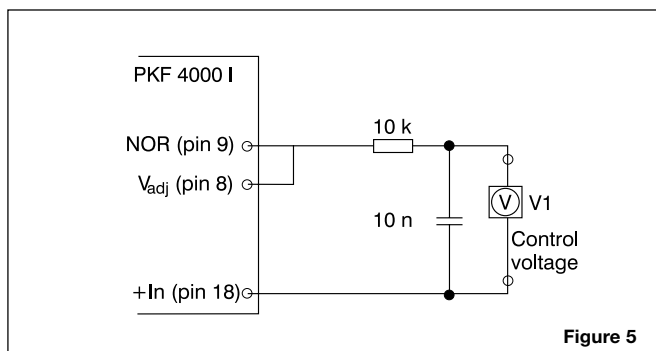 PKF 4000 I
NOR (pin 9)
Vadj (pin 8)
+In (pin 18)
10 k
10 n
V
V1
Control
voltage
Figure 5